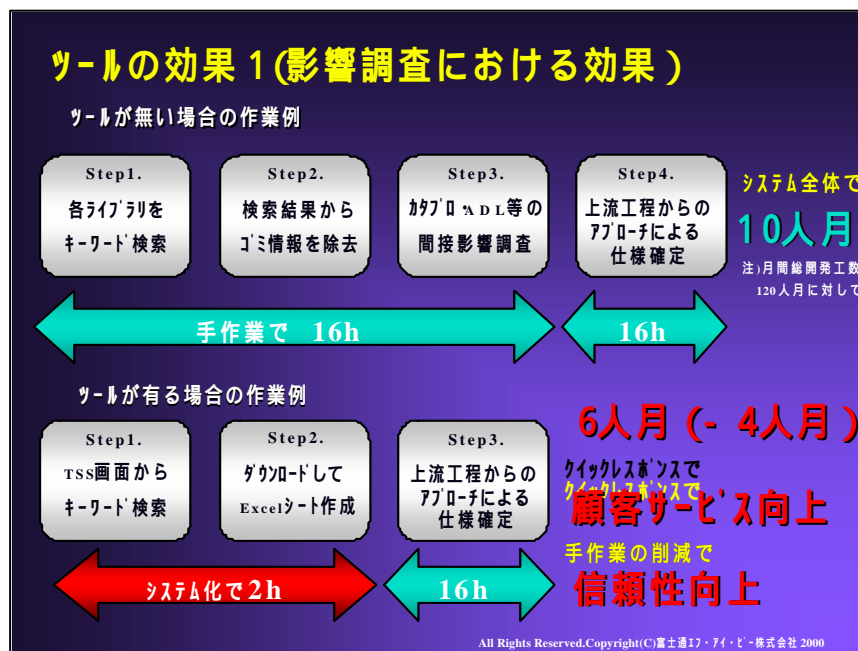 ツールの効果1(影響調査における効果)
ツールが無い場合の作業例
Step1.
各ライブラリを
キーワード検索
Step2.
検索結果から
ゴミ情報を除去
Step3.
カタプロ・ADL等の
間接影響調査
Step4.
上流工程からの
アプローチによる
仕様確定
システム全体で
10人月
注)月間総開発工数
120人月に対して
手作業で 16h
16h
ツールが有る場合の作業例
Step1.
TSS画面から
キーワード検索
Step2.
ダウンロードして
Excelシート作成
Step3.
上流工程からの
アプローチによる
仕様確定
6人月(-4人月)
クイックレスポンスで
クイックレスポンスで
顧客サービス向上
手作業の削減で
信頼性向上
システム化で2h
16h
All Rights Reserved.Copyright(C)富士通エフ・アイ・ピー株式会社 2000